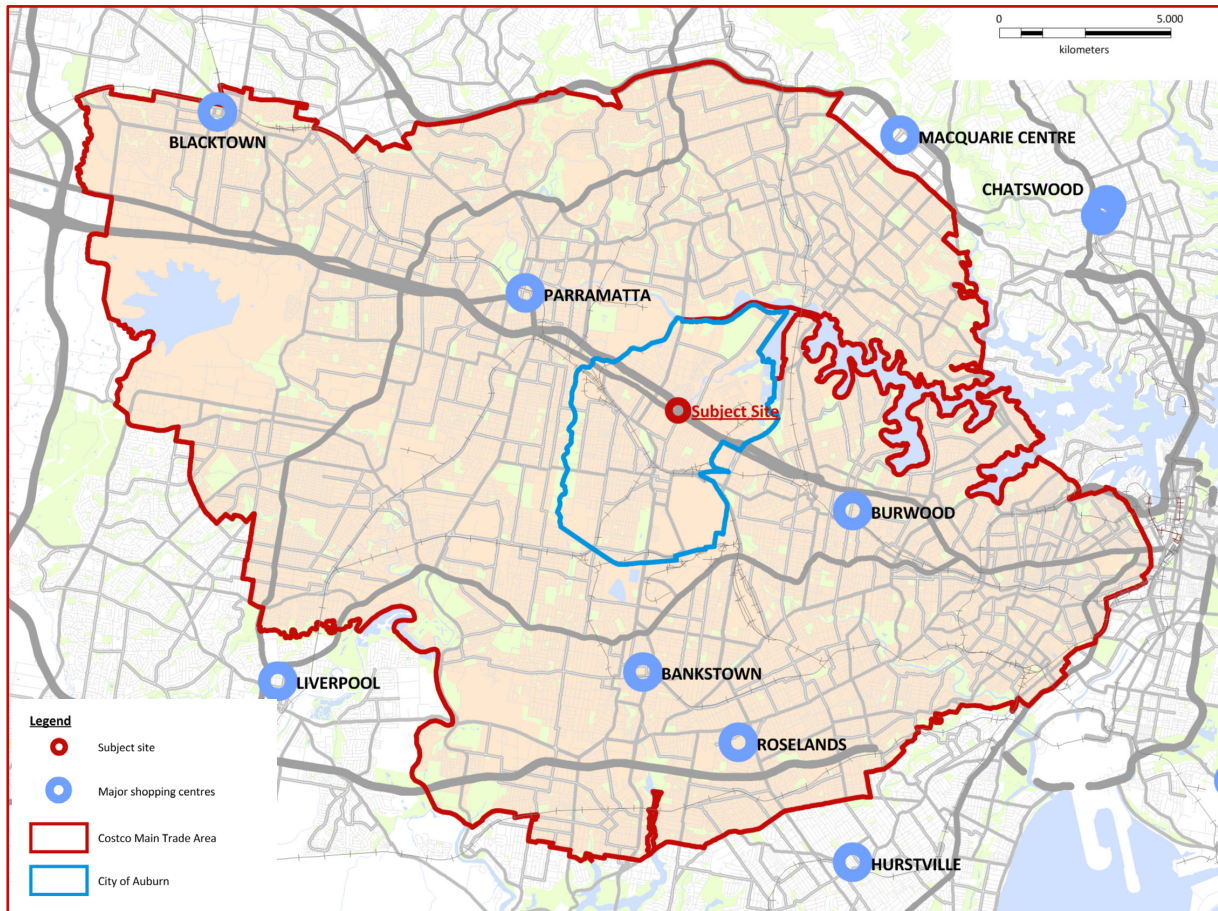 0 5.000
kilometers
BLACKTOWN
MACQUARIE CENTRE
CHATSWOOD
PARRAMATTA
Subject Site
BURWOOD
LIVERPOOL
BANKSTOWN
ROSELANDS
HURSTVILLE
Legend
Subject site
Major shopping centres
Costco Main Trade Area
City of Auburn